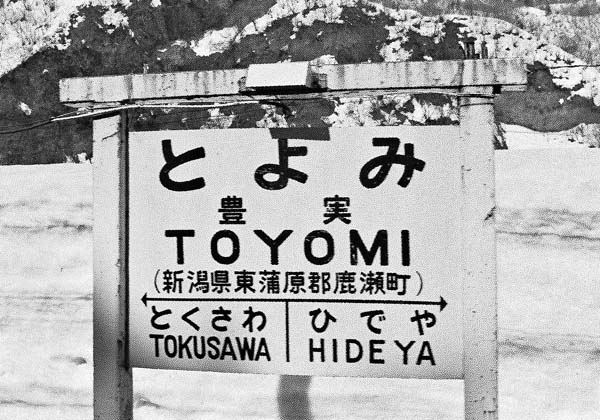 とよみ
豊実
TOYOMI
(新潟県東蒲原郡鹿瀬町)
とくさわ ひでや
TOKUSAWA HIDEYA